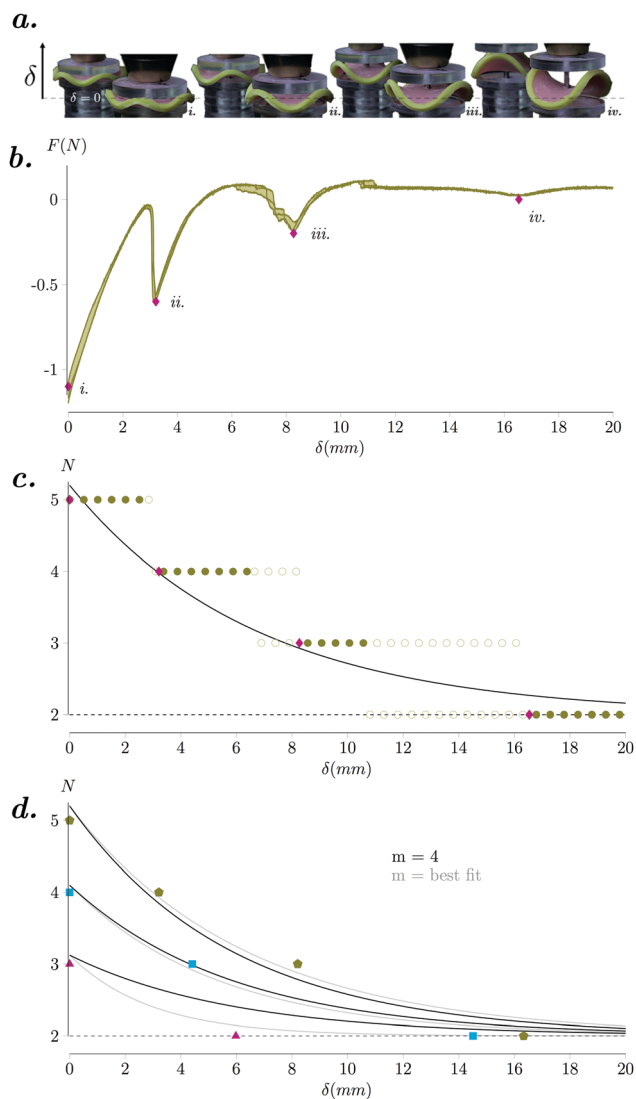 a.
δ
δ = 0
i.
ii.
iii.
iv.
b.
F(N)
0
-0.5
-1
i.
ii.
iii.
iv.
0 2 4 6 8 10 12 14 16 18 20
δ(mm)
c.
N
5
4
3
2
0 2 4 6 8 10 12 14 16 18 20
δ(mm)
d.
N
5
4
3
2
m = 4
m = best fit
0 2 4 6 8 10 12 14 16 18 20
δ(mm)